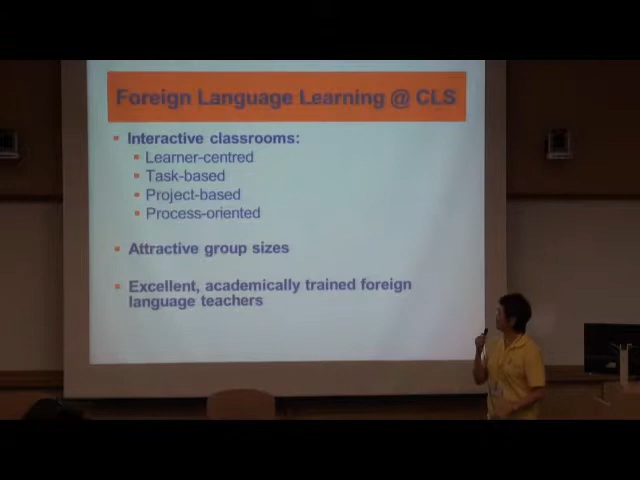 Foreign Language Learning @ CLS
Interactive classrooms:
Learner-centred
Task-based
Project-based
Process-oriented
Attractive group sizes
Excellent, academically trained foreign
language teachers